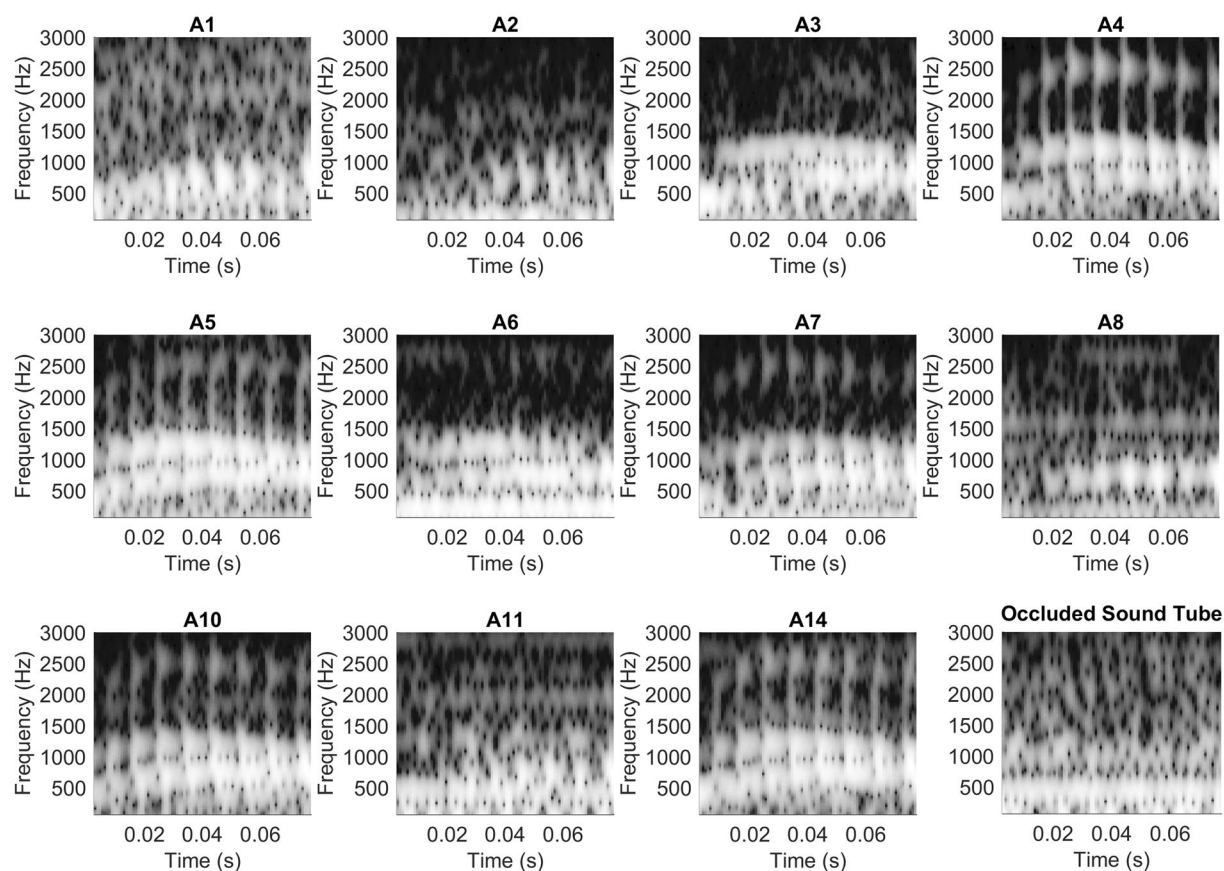 A1 A2 A3 A4
3000 3000 3000 3000
2500 2500 2500 2500
2000 2000 2000 2000
1500 1500 1500 1500
1000 1000 1000 1000
500 500 500 500
Frequency (Hz) Frequency (Hz) Frequency (Hz) Frequency (Hz)
0.02 0.04 0.06 0.02 0.04 0.06 0.02 0.04 0.06 0.02 0.04 0.06
Time (s) Time (s) Time (s) Time (s)
A5 A6 A7 A8
3000 3000 3000 3000
2500 2500 2500 2500
2000 2000 2000 2000
1500 1500 1500 1500
1000 1000 1000 1000
500 500 500 500
Frequency (Hz) Frequency (Hz) Frequency (Hz) Frequency (Hz)
0.02 0.04 0.06 0.02 0.04 0.06 0.02 0.04 0.06 0.02 0.04 0.06
Time (s) Time (s) Time (s) Time (s)
A10 A11 A14 Occluded Sound Tube
3000 3000 3000 3000
2500 2500 2500 2500
2000 2000 2000 2000
1500 1500 1500 1500
1000 1000 1000 1000
500 500 500 500
Frequency (Hz) Frequency (Hz) Frequency (Hz) Frequency (Hz)
0.02 0.04 0.06 0.02 0.04 0.06 0.02 0.04 0.06 0.02 0.04 0.06
Time (s) Time (s) Time (s) Time (s)